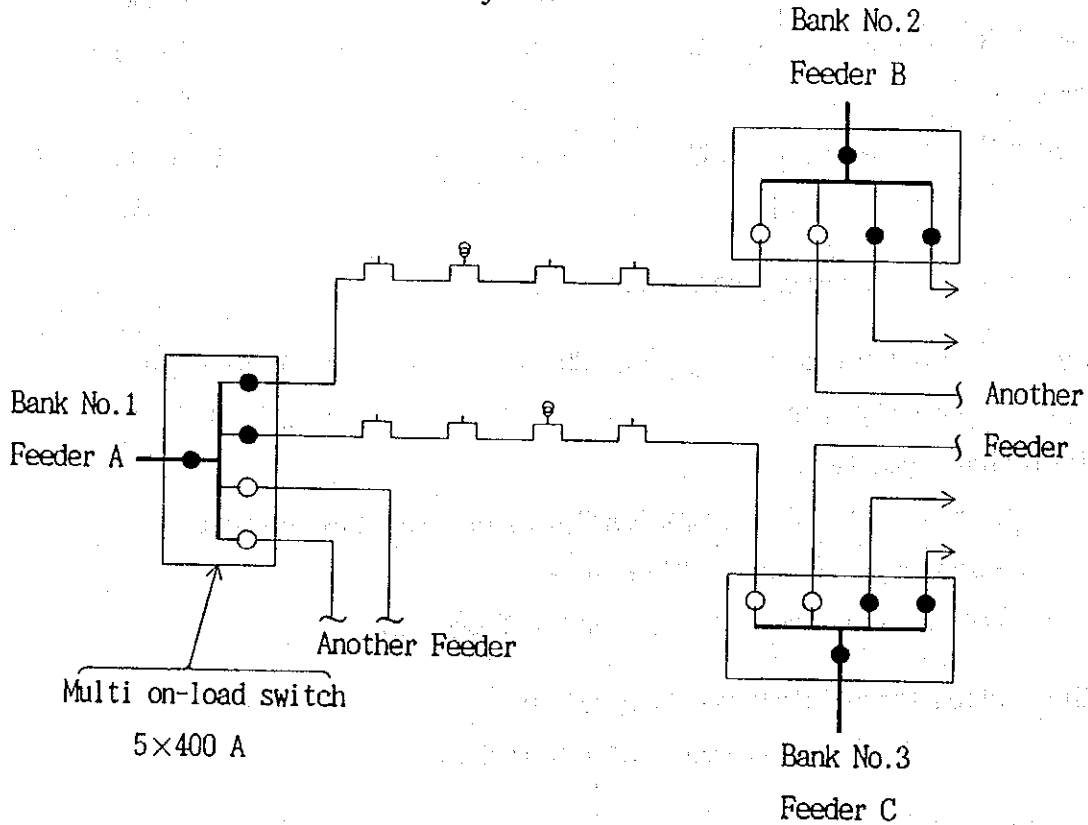 Bank No.2
Feeder B
Bank No.1
Feeder A
Another
Feeder
Another Feeder
Multi on-load switch
5×400 A
Bank No.3
Feeder C